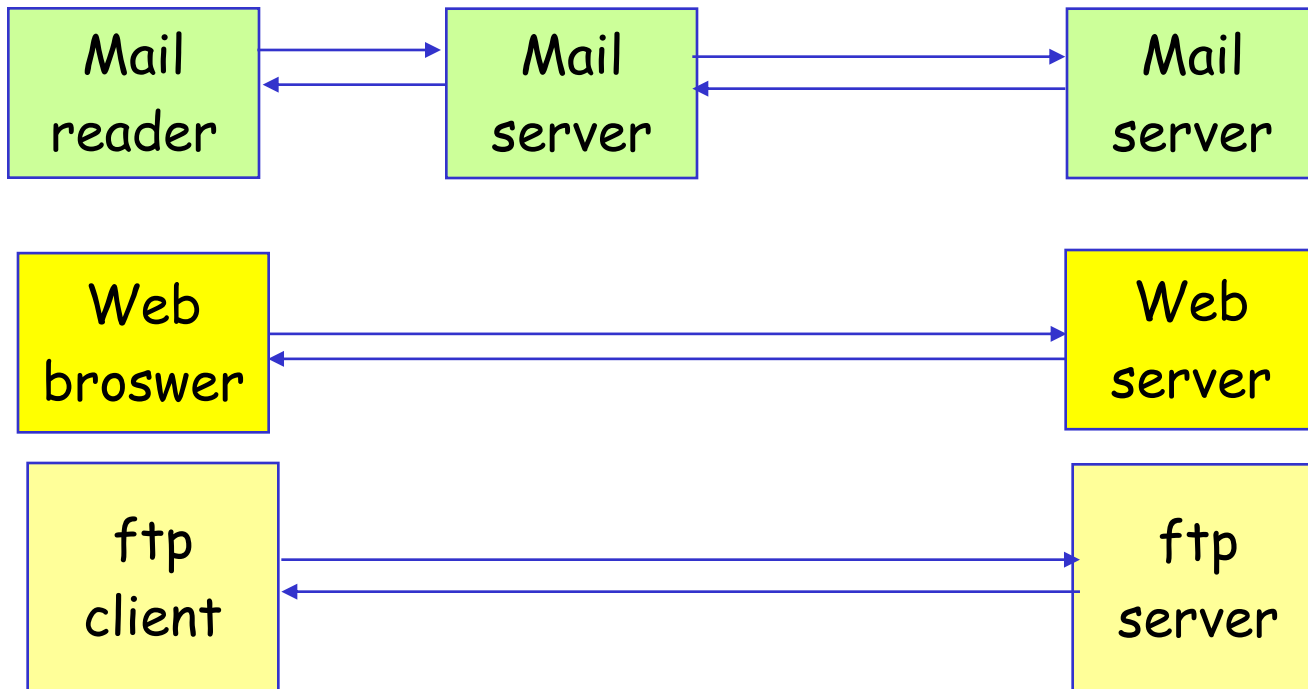 Mail
reader
Mail
server
Mail
server
Web
broswer
Web
server
ftp
client
ftp
server